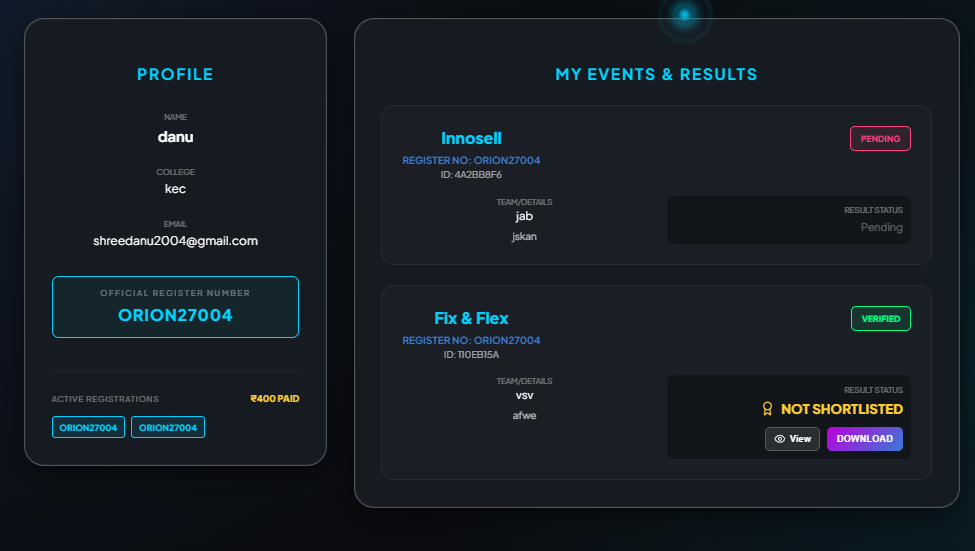 PROFILE
NAME
danu
COLLEGE
kec
EMAIL
shreedanu2004@gmail.com
OFFICIAL REGISTER NUMBER
ORION27004
ACTIVE REGISTRATIONS
₹400 PAID
ORION27004 ORION27004
MY EVENTS & RESULTS
Innosell
PENDING
REGISTER NO: ORION27004
ID: 4A2BB8F6
TEAM/DETAILS
jab
jskan
RESULT STATUS
Pending
Fix & Flex
VERIFIED
REGISTER NO: ORION27004
ID: 110EB15A
TEAM/DETAILS
vsv
afwe
RESULT STATUS
NOT SHORTLISTED
View DOWNLOAD